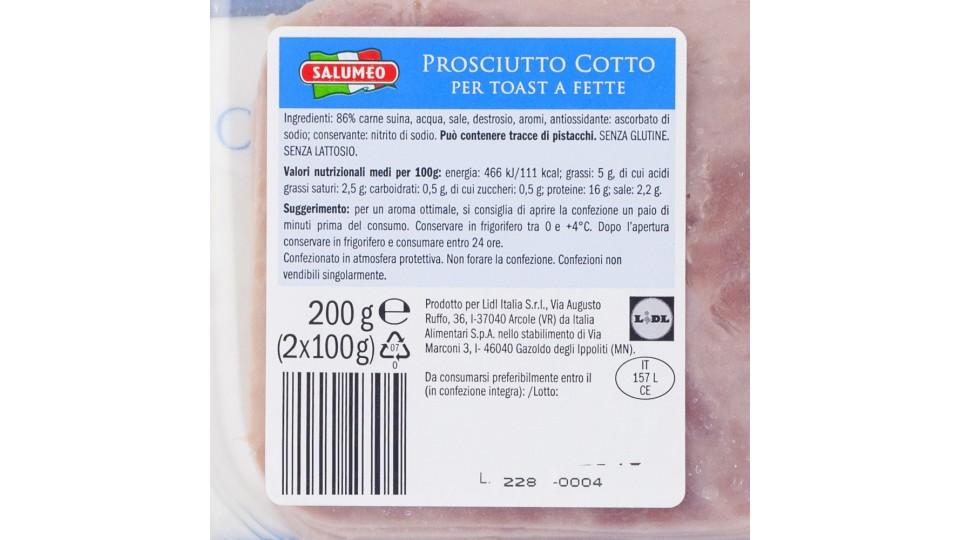 SALUMEO
PROSCIUTTO COTTO
PER TOAST A FETTE
Ingredienti: 86% carne suina, acqua, sale, destrosio, aromi, antiossidante: ascorbato di
sodio; conservante: nitrito di sodio. Può contenere tracce di pistacchi. SENZA GLUTINE.
SENZA LATTOSIO.
Valori nutrizionali medi per 100g: energia: 466 kJ/111 kcal; grassi: 5 g, di cui acidi
grassi saturi: 2,5 g; carboidrati: 0,5 g, di cui zuccheri: 0,5 g; proteine: 16 g; sale: 2,2 g.
Suggerimento: per un aroma ottimale, si consiglia di aprire la confezione un paio di
minuti prima del consumo. Conservare in frigorifero tra 0 e +4°C. Dopo l'apertura
conservare in frigorifero e consumare entro 24 ore.
Confezionato in atmosfera protettiva. Non forare la confezione. Confezioni non
vendibili singolarmente.
200 g e
(2x100g)
07
0
Prodotto per Lidl Italia S.r.l., Via Augusto
Ruffo, 36, I-37040 Arcole (VR) da Italia
Alimentari S.p.A. nello stabilimento di Via
Marconi 3, I- 46040 Gazoldo degli Ippoliti (MN).
LIDL
IT
157 L
CE
Da consumarsi preferibilmente entro il
(in confezione integra): /Lotto:
L. 228 -0004